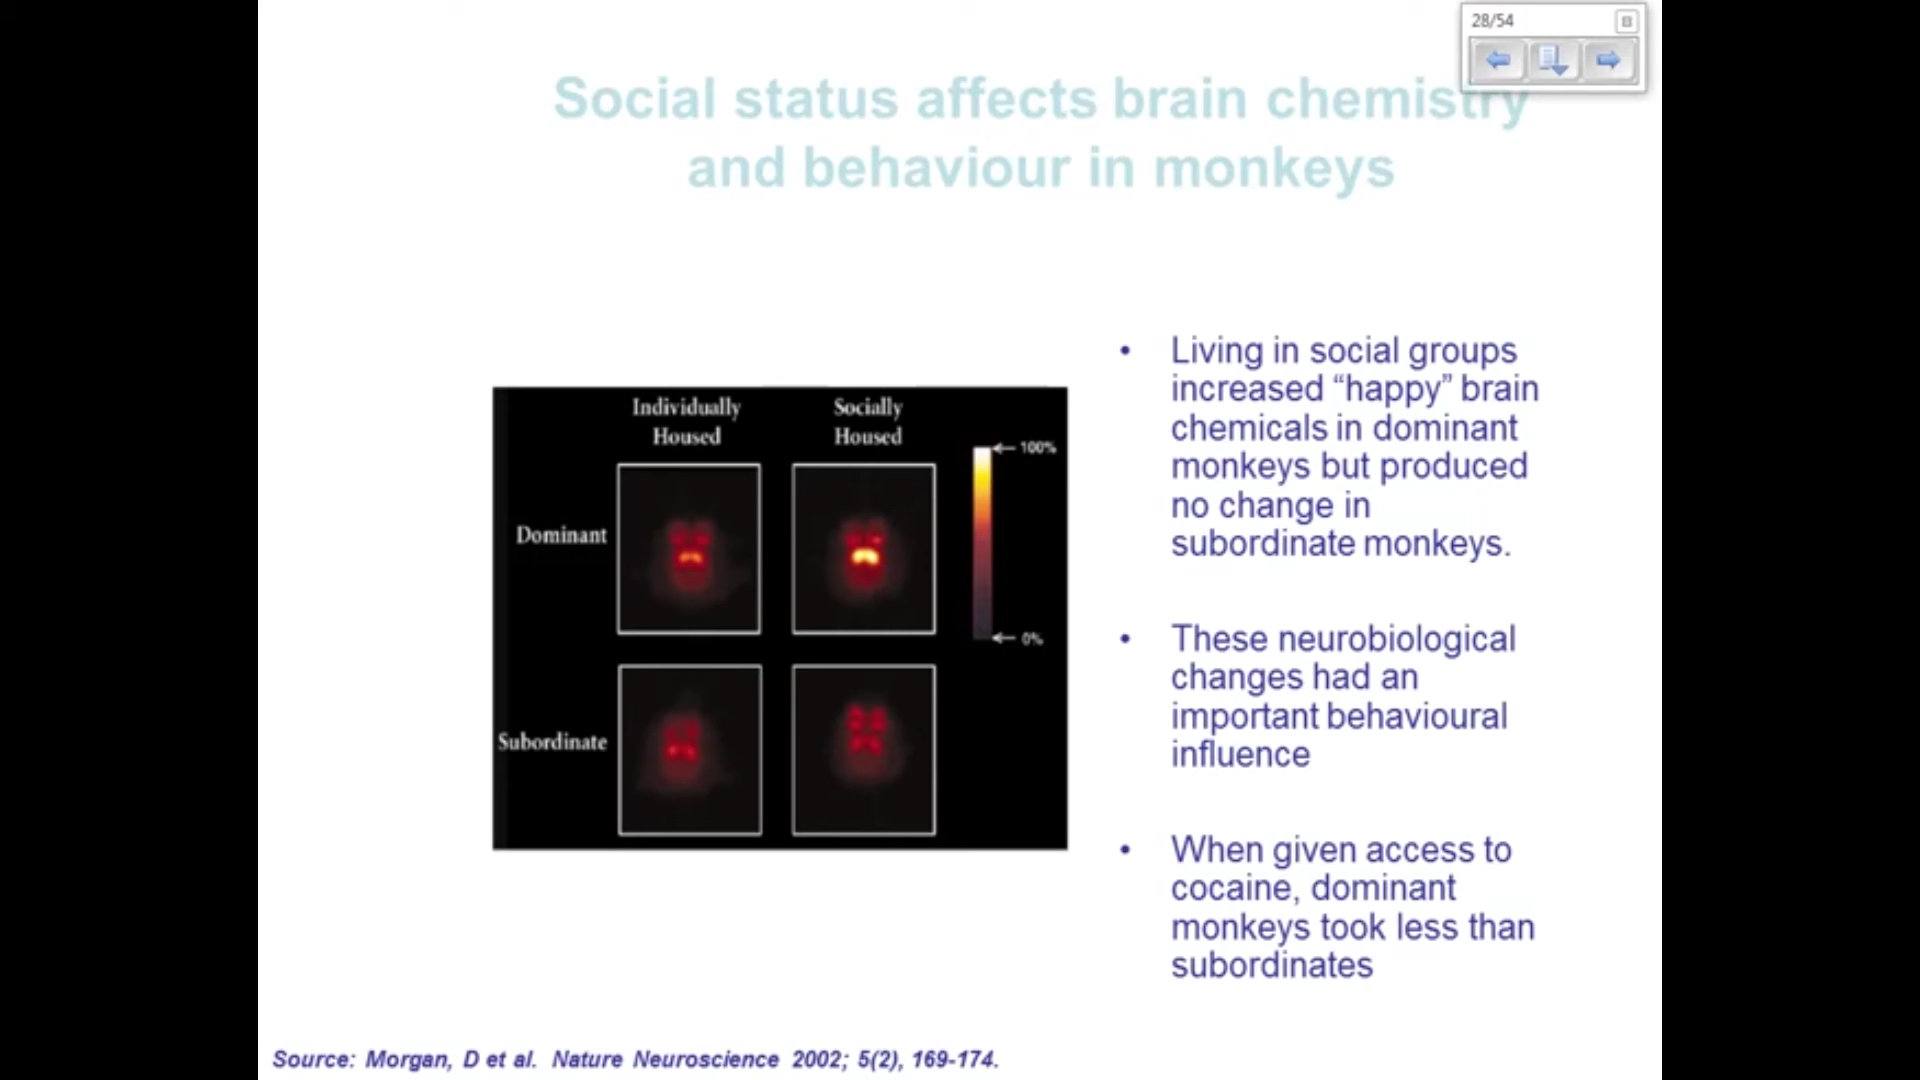 28/54
Social status affects brain chemistry
and behaviour in monkeys
Individually
Housed
Socially
Housed
100%
Dominant
0%
Subordinate
• Living in social groups
increased “happy” brain
chemicals in dominant
monkeys but produced
no change in
subordinate monkeys.
• These neurobiological
changes had an
important behavioural
influence
• When given access to
cocaine, dominant
monkeys took less than
subordinates
Source: Morgan, D et al. Nature Neuroscience 2002; 5(2), 169-174.